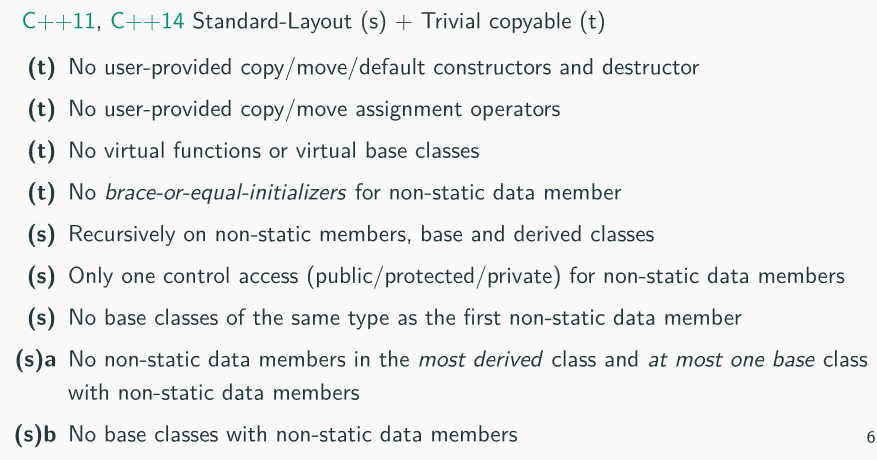 C++11, C++14 Standard-Layout (s) + Trivial copyable (t)
(t) No user-provided copy/move/default constructors and destructor
(t) No user-provided copy/move assignment operators
(t) No virtual functions or virtual base classes
(t) No brace-or-equal-initializers for non-static data member
(s) Recursively on non-static members, base and derived classes
(s) Only one control access (public/protected/private) for non-static data members
(s) No base classes of the same type as the first non-static data member
(s)a No non-static data members in the most derived class and at most one base class
with non-static data members
(s)b No base classes with non-static data members
6